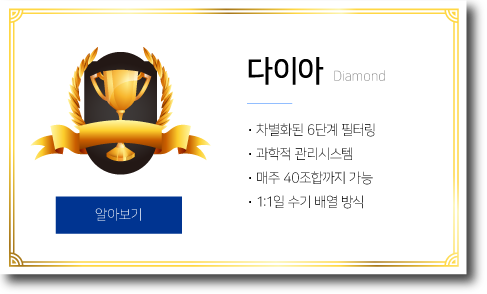 다이아 Diamond
· 차별화된 6단계 필터링
· 과학적 관리시스템
· 매주 40조합까지 가능
· 1:1일 수기 배열 방식
알아보기